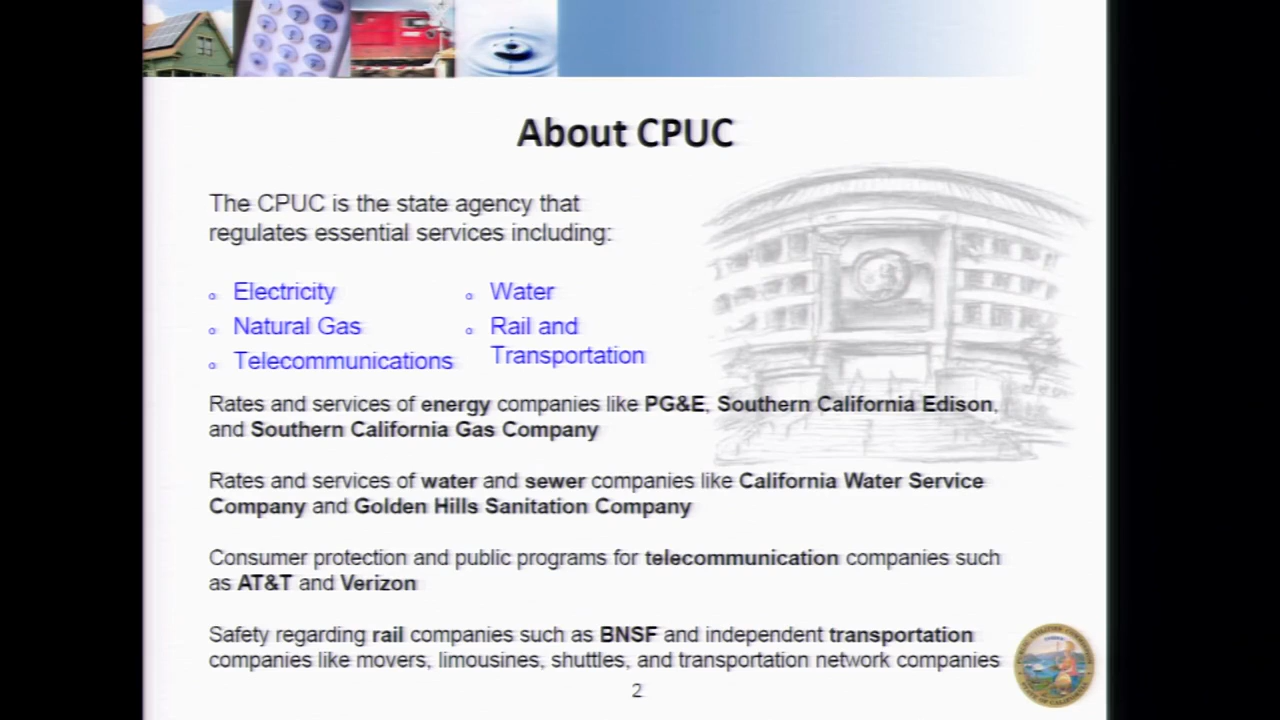 About CPUC
The CPUC is the state agency that
regulates essential services including:
Electricity
Natural Gas
Telecommunications
Water
Rail and
Transportation
Rates and services of energy companies like PG&E, Southern California Edison,
and Southern California Gas Company
Rates and services of water and sewer companies like California Water Service
Company and Golden Hills Sanitation Company
Consumer protection and public programs for telecommunication companies such
as AT&T and Verizon
Safety regarding rail companies such as BNSF and independent transportation
companies like movers, limousines, shuttles, and transportation network companies
2